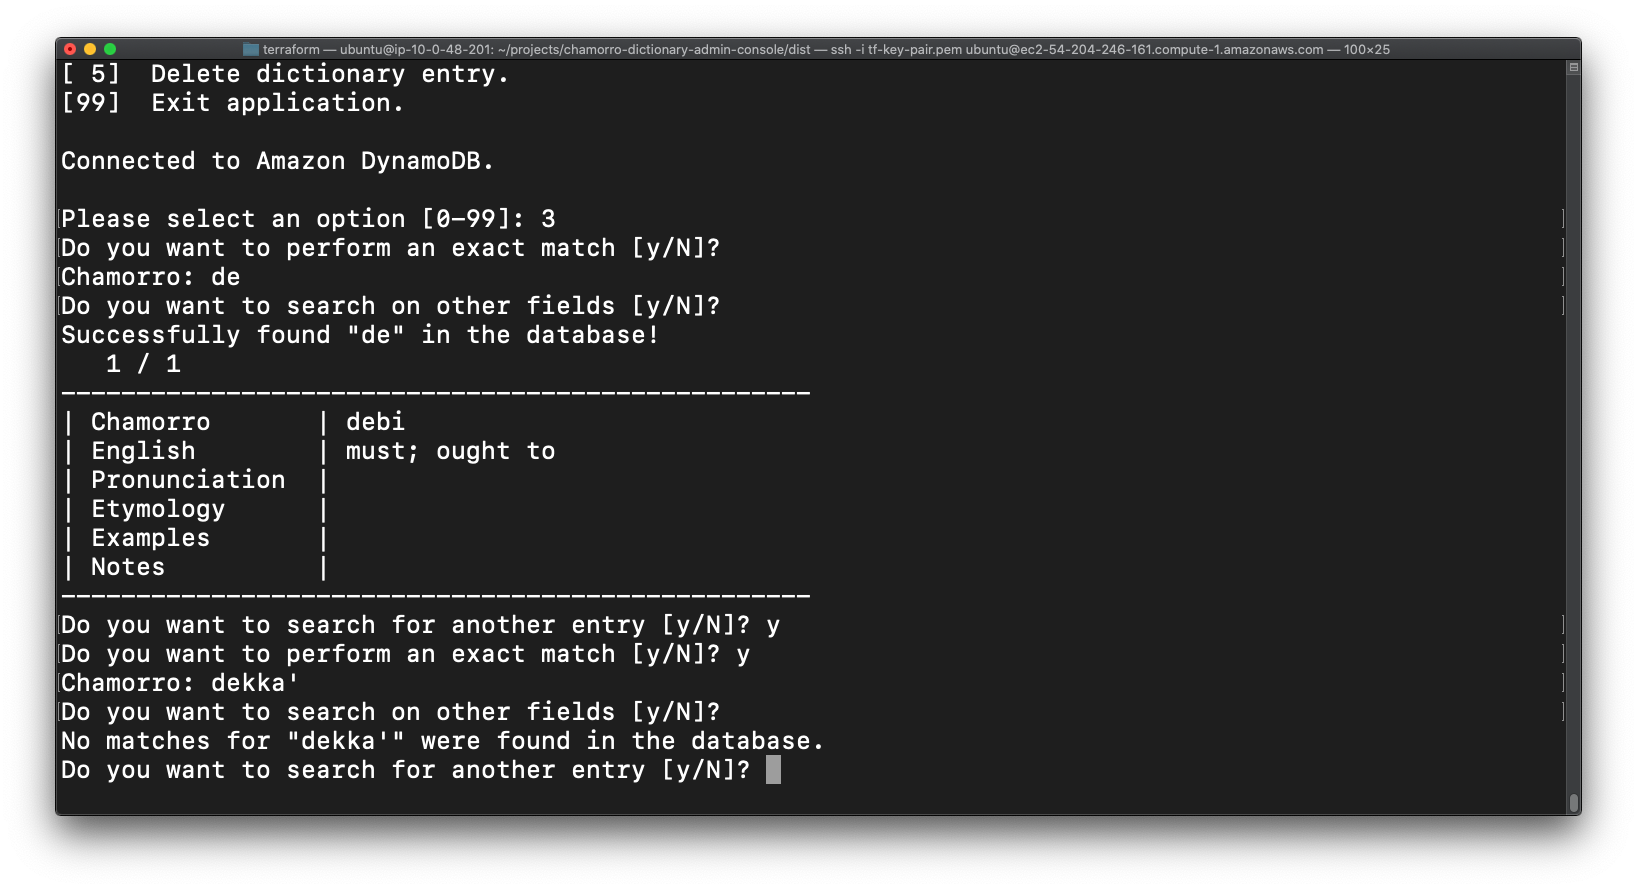 terraform — ubuntu@ip-10-0-48-201: ~/projects/chamorro-dictionary-admin-console/dist — ssh -i tf-key-pair.pem ubuntu@ec2-54-204-246-161.compute-1.amazonaws.com — 100×25
[ 5]  Delete dictionary entry.
[99]  Exit application.
Connected to Amazon DynamoDB.
Please select an option [0-99]: 3
Do you want to perform an exact match [y/N]?
Chamorro: de
Do you want to search on other fields [y/N]?
Successfully found "de" in the database!
   1 / 1
--------------------------------------------------
| Chamorro       | debi
| English        | must; ought to
| Pronunciation  |
| Etymology      |
| Examples       |
| Notes          |
--------------------------------------------------
Do you want to search for another entry [y/N]? y
Do you want to perform an exact match [y/N]? y
Chamorro: dekka'
Do you want to search on other fields [y/N]?
No matches for "dekka'" were found in the database.
Do you want to search for another entry [y/N]?